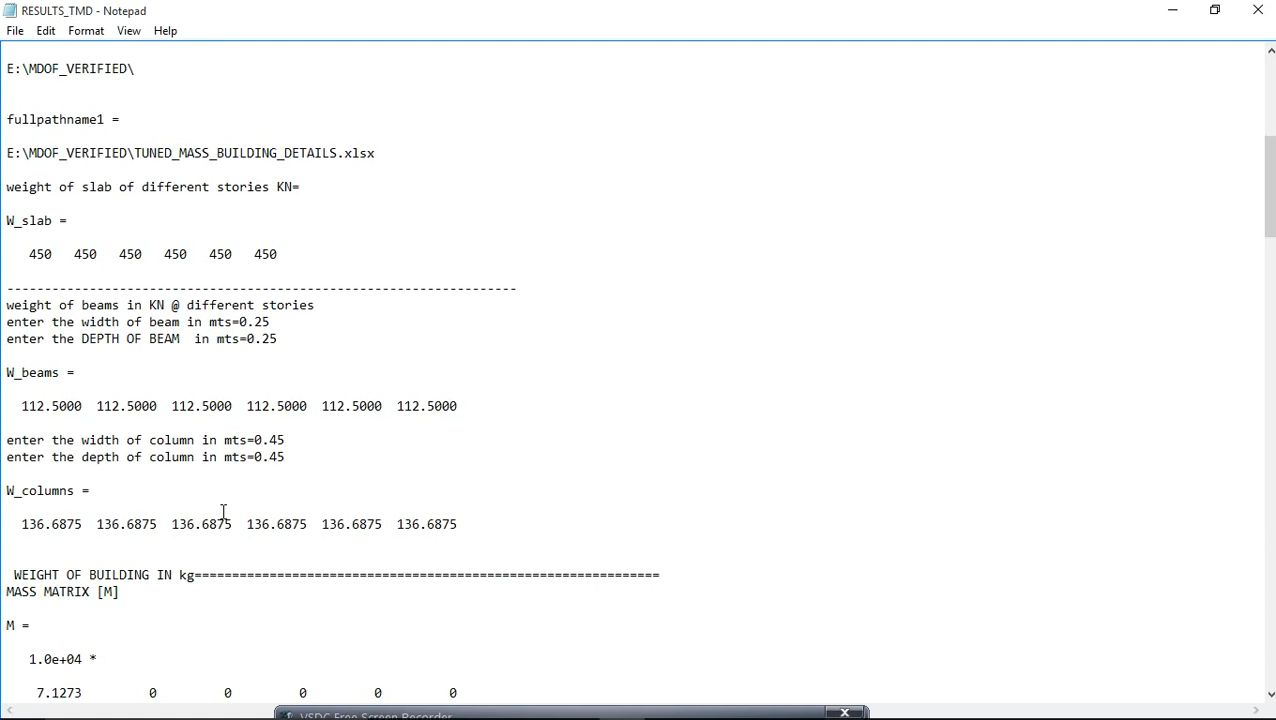 RESULTS_TMD - Notepad
File Edit Format View Help
E:\MDOF_VERIFIED\
fullpathname1 =
E:\MDOF_VERIFIED\TUNED_MASS_BUILDING_DETAILS.xlsx
weight of slab of different stories KN=
W_slab =
450 450 450 450 450 450
--------------------------------------------------------------------
weight of beams in KN @ different stories
enter the width of beam in mts=0.25
enter the DEPTH OF BEAM  in mts=0.25
W_beams =
112.5000 112.5000 112.5000 112.5000 112.5000 112.5000
enter the width of column in mts=0.45
enter the depth of column in mts=0.45
W_columns =
136.6875 136.6875 136.6875 136.6875 136.6875 136.6875
WEIGHT OF BUILDING IN kg==============================================================
MASS MATRIX [M]
M =
1.0e+04 *
7.1273 0 0 0 0 0
VSDC Free Screen Recorder